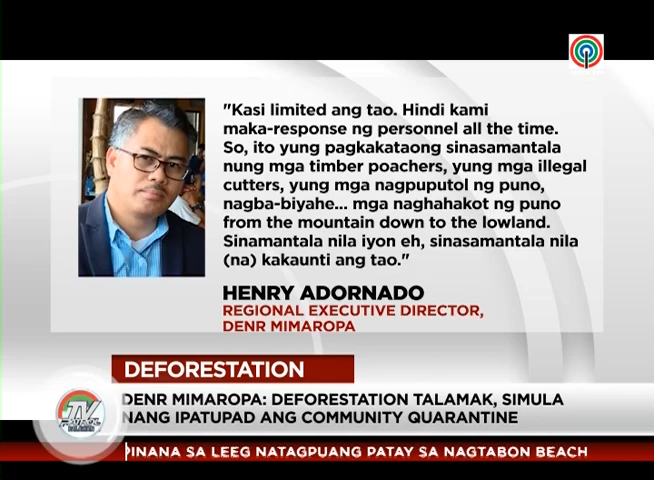 "Kasi limited ang tao. Hindi kami
maka-response ng personnel all the time.
So, ito yung pagkakataong sinasamantala
nung mga timber poachers, yung mga illegal
cutters, yung mga nagpuputol ng puno,
nagba-biyahe... mga naghahakot ng puno
from the mountain down to the lowland.
Sinamantala nila iyon eh, sinasamantala nila
(na) kakaunti ang tao."
HENRY ADORNADO
REGIONAL EXECUTIVE DIRECTOR,
DENR MIMAROPA
DEFORESTATION
DENR MIMAROPA: DEFORESTATION TALAMAK, SIMULA
NANG IPATUPAD ANG COMMUNITY QUARANTINE
TV
PATROL
PINANA SA LEEG NATAGPUANG PATAY SA NAGTABON BEACH